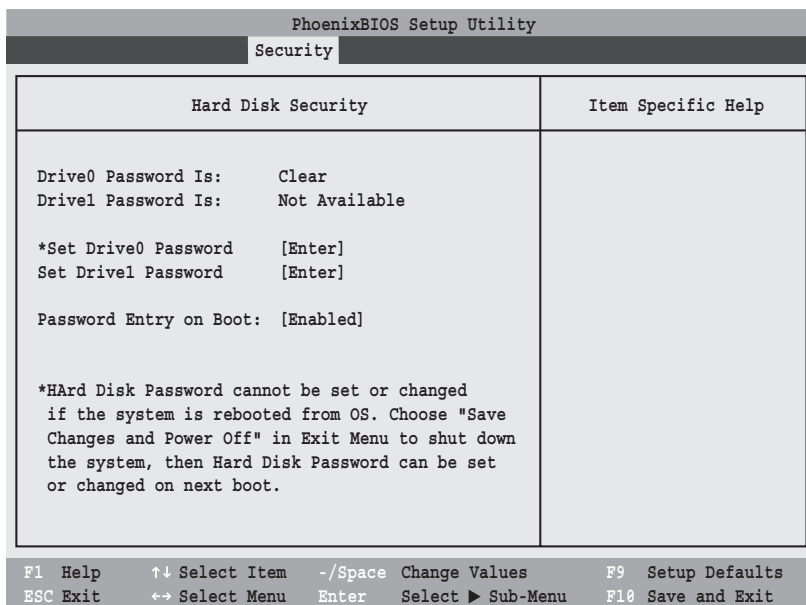 PhoenixBIOS Setup Utility
Security
Hard Disk Security
Item Specific Help
Drive0 Password Is: Clear
Drive1 Password Is: Not Available
*Set Drive0 Password [Enter]
Set Drive1 Password [Enter]
Password Entry on Boot: [Enabled]
*HArd Disk Password cannot be set or changed
if the system is rebooted from OS. Choose "Save
Changes and Power Off" in Exit Menu to shut down
the system, then Hard Disk Password can be set
or changed on next boot.
F1 Help ↑↓ Select Item -/Space Change Values F9 Setup Defaults
ESC Exit ←→ Select Menu Enter Select ▶ Sub-Menu F10 Save and Exit